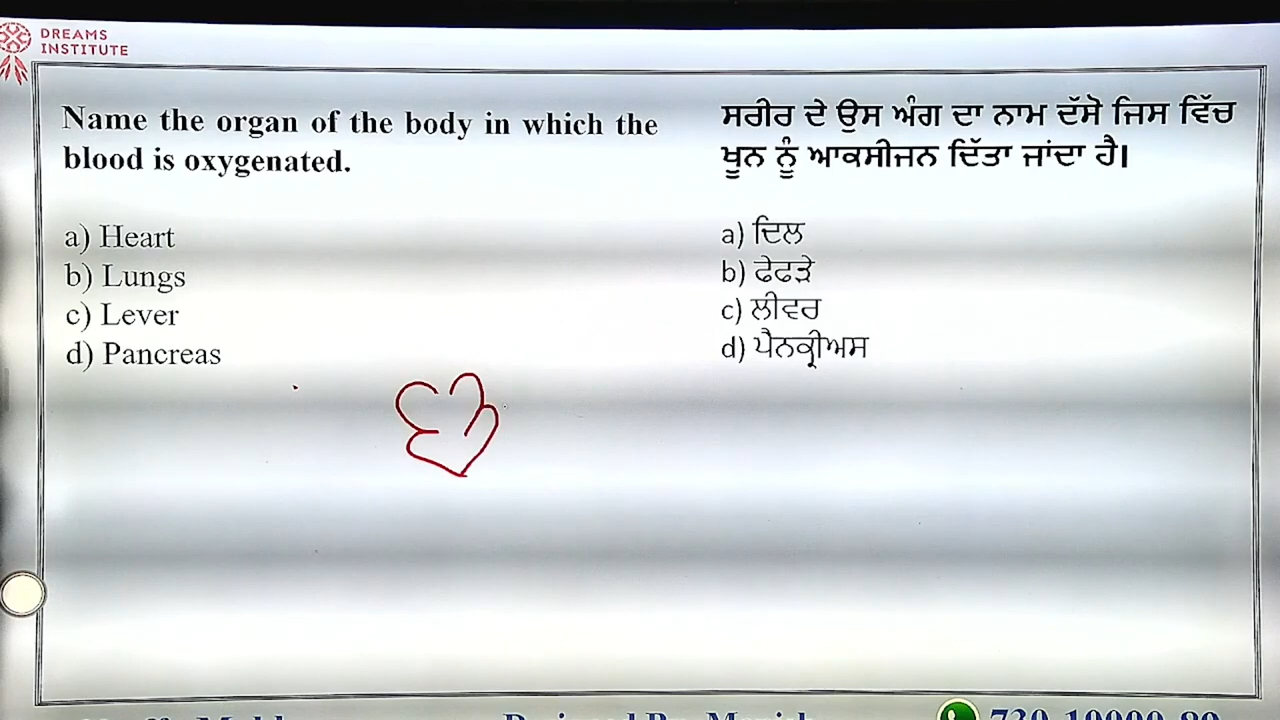 DREAMS
INSTITUTE
Name the organ of the body in which the
blood is oxygenated.
a) Heart
b) Lungs
c) Lever
d) Pancreas
ਸਰੀਰ ਦੇ ਉਸ ਅੰਗ ਦਾ ਨਾਮ ਦੱਸੋ ਜਿਸ ਵਿੱਚ
ਖੂਨ ਨੂੰ ਆਕਸੀਜਨ ਦਿੱਤਾ ਜਾਂਦਾ ਹੈ।
a) ਦਿਲ
b) ਫੇਫੜੇ
c) ਲੀਵਰ
d) ਪੈਨਕ੍ਰੀਅਸ